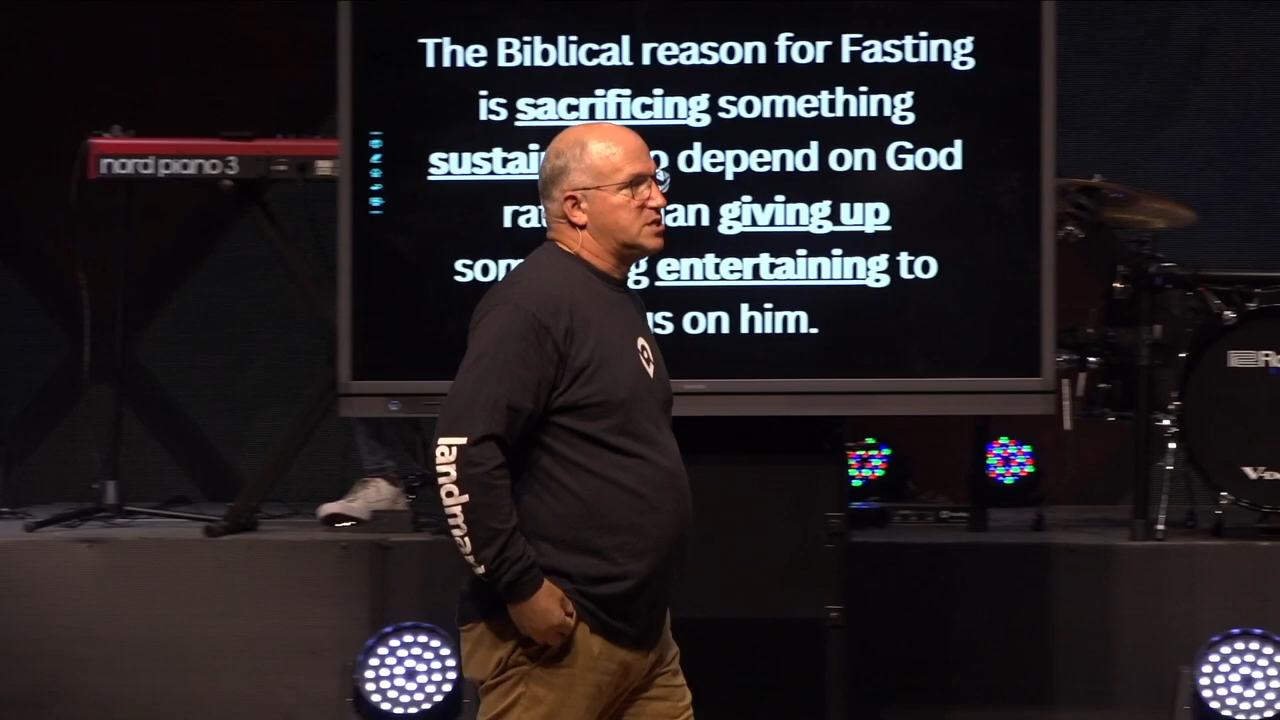 The Biblical reason for Fasting
is sacrificing something
depend on God
giving up
entertaining to
on him.
nord piano 3